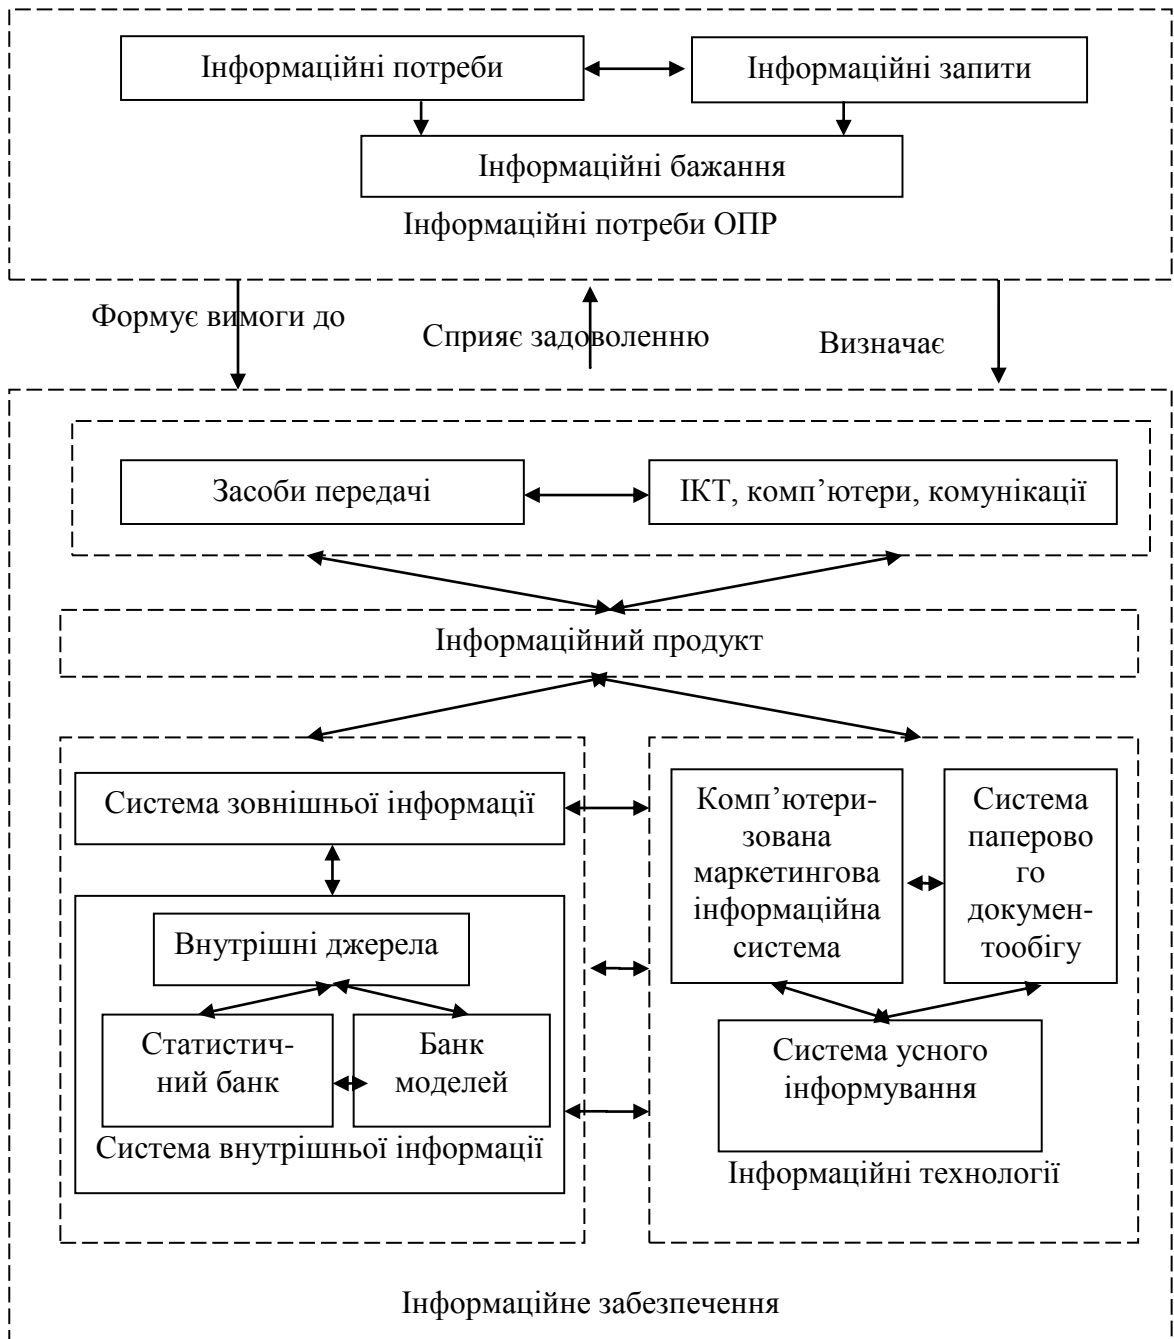 Інформаційні потреби
Інформаційні запити
Інформаційні бажання
Інформаційні потреби ОПР
Формує вимоги до
Сприяє задоволенню
Визначає
Засоби передачі
ІКТ, комп’ютери, комунікації
Інформаційний продукт
Система зовнішньої інформації
Внутрішні джерела
Статистич-
ний банк
Банк
моделей
Система внутрішньої інформації
Комп’ютери-
зована
маркетингова
інформаційна
система
Система
паперово
го
докумен-
тообігу
Система усного
інформування
Інформаційні технології
Інформаційне забезпечення